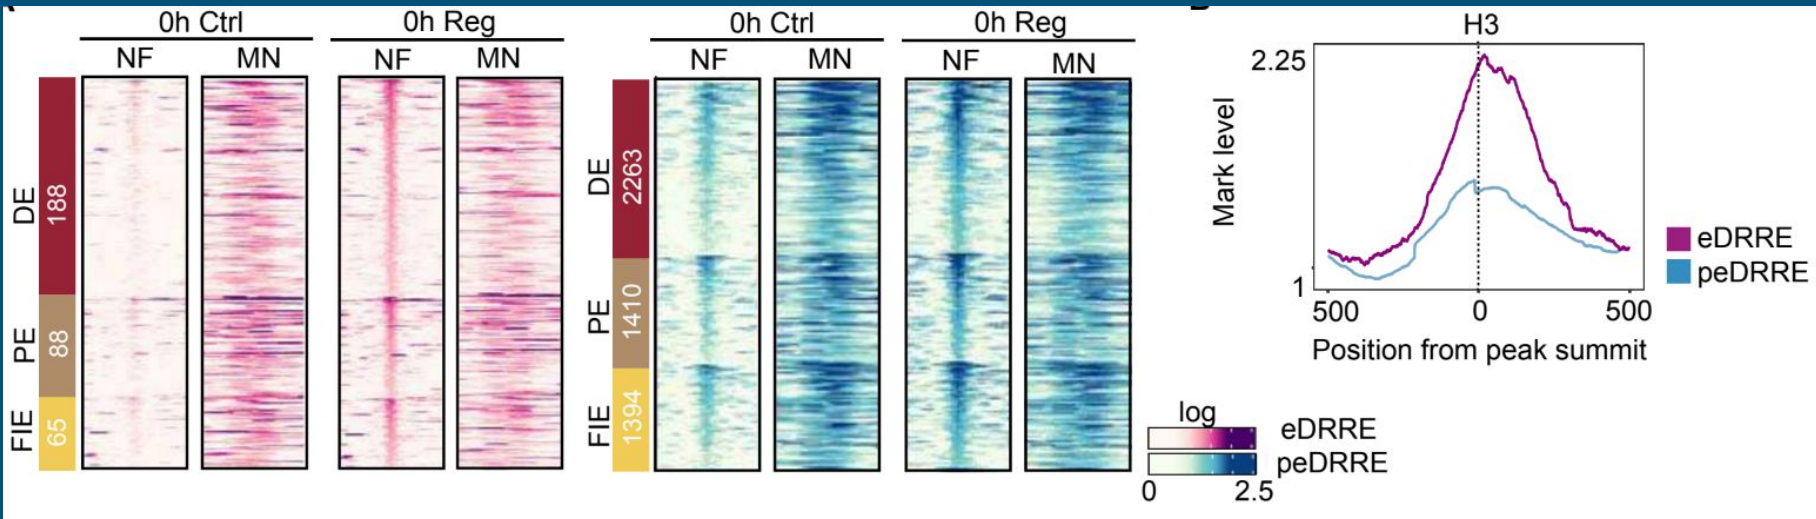 0h Ctrl
0h Reg
NF
MN
NF
MN
DE
188
PE
88
FIE
65
0h Ctrl
0h Reg
NF
MN
NF
MN
DE
2263
PE
1410
FIE
1394
log
eDRRE
peDRRE
0
2.5
H3
2.25
1
Mark level
500
0
500
Position from peak summit
eDRRE
peDRRE